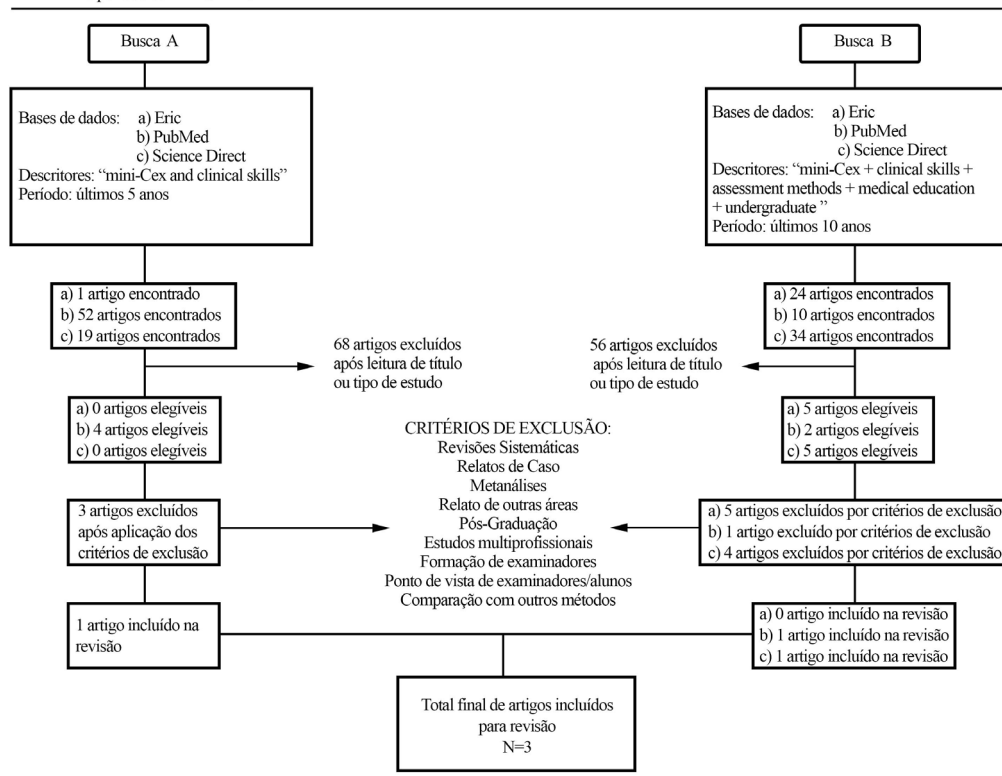 Busca A
Bases de dados: a) Eric
b) PubMed
c) Science Direct
Descritores: “mini-Cex and clinical skills”
Período: últimos 5 anos
a) 1 artigo encontrado
b) 52 artigos encontrados
c) 19 artigos encontrados
68 artigos excluídos
após leitura de título
ou tipo de estudo
a) 0 artigos elegíveis
b) 4 artigos elegíveis
c) 0 artigos elegíveis
3 artigos excluídos
após aplicação dos
critérios de exclusão
1 artigo incluído na
revisão
CRITÉRIOS DE EXCLUSÃO:
Revisões Sistemáticas
Relatos de Caso
Metanálises
Relato de outras áreas
Pós-Graduação
Estudos multiprofissionais
Formação de examinadores
Ponto de vista de examinadores/alunos
Comparação com outros métodos
Busca B
Bases de dados: a) Eric
b) PubMed
c) Science Direct
Descritores: “mini-Cex + clinical skills +
assessment methods + medical education
+ undergraduate ”
Período: últimos 10 anos
a) 24 artigos encontrados
b) 10 artigos encontrados
c) 34 artigos encontrados
56 artigos excluídos
após leitura de título
ou tipo de estudo
a) 5 artigos elegíveis
b) 2 artigos elegíveis
c) 5 artigos elegíveis
a) 5 artigos excluídos por critérios de exclusão
b) 1 artigo excluído por critérios de exclusão
c) 4 artigos excluídos por critérios de exclusão
a) 0 artigo incluído na revisão
b) 1 artigo incluído na revisão
c) 1 artigo incluído na revisão
Total final de artigos incluídos
para revisão
N=3